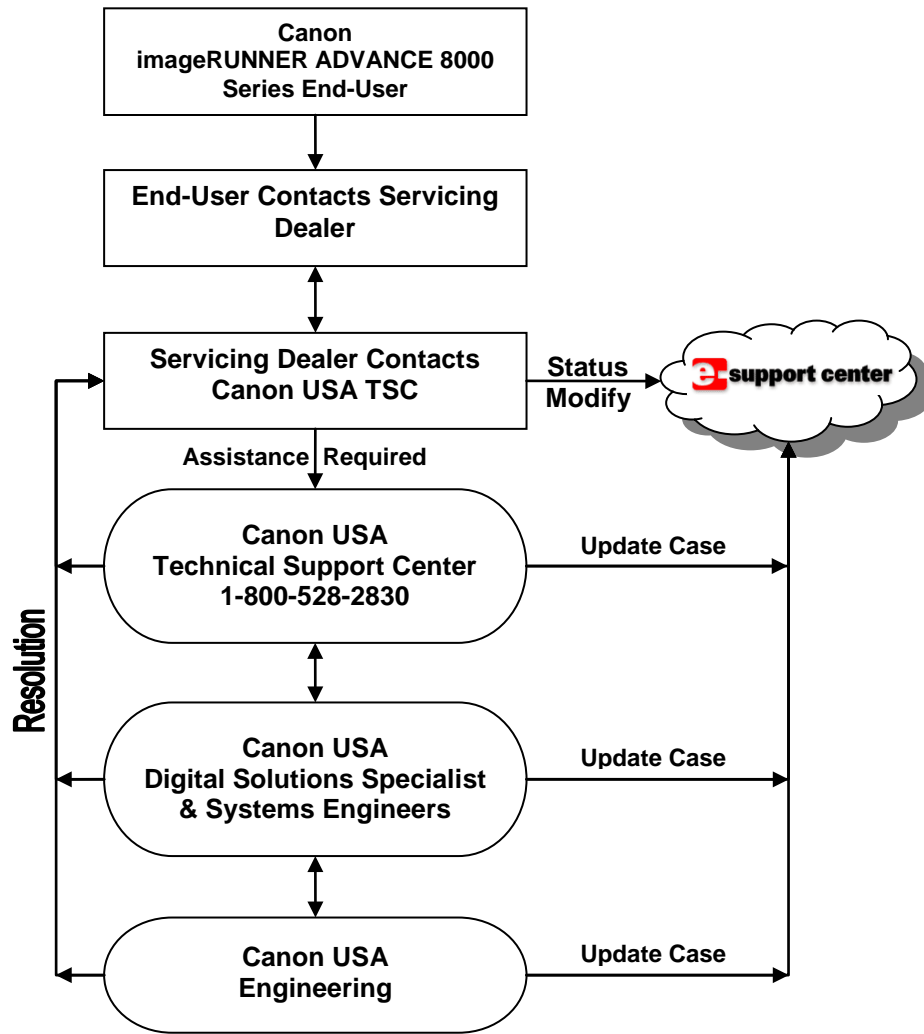 Canon
imageRUNNER ADVANCE 8000
Series End-User
End-User Contacts Servicing
Dealer
Servicing Dealer Contacts
Canon USA TSC
Status
Modify
e-support center
Assistance Required
Canon USA
Technical Support Center
1-800-528-2830
Update Case
Resolution
Canon USA
Digital Solutions Specialist
& Systems Engineers
Update Case
Canon USA
Engineering
Update Case